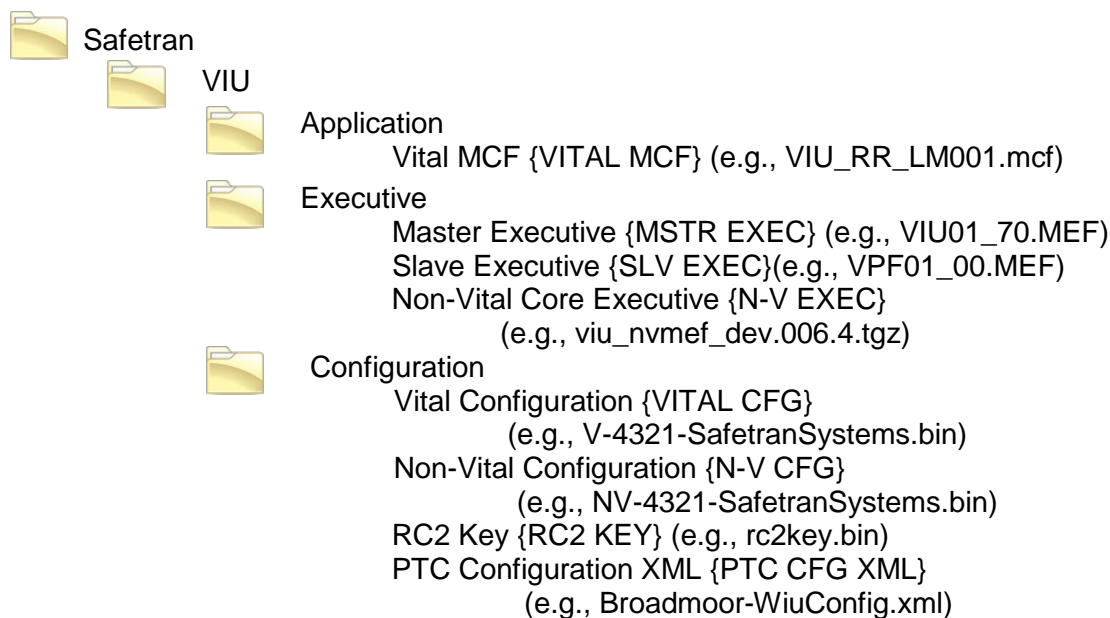 Safetran
VIU
Application
Vital MCF {VITAL MCF} (e.g., VIU_RR_LM001.mcf)
Executive
Master Executive {MSTR EXEC} (e.g., VIU01_70.MEF)
Slave Executive {SLV EXEC}(e.g., VPF01_00.MEF)
Non-Vital Core Executive {N-V EXEC}
(e.g., viu_nvmef_dev.006.4.tgz)
Configuration
Vital Configuration {VITAL CFG}
(e.g., V-4321-SafetranSystems.bin)
Non-Vital Configuration {N-V CFG}
(e.g., NV-4321-SafetranSystems.bin)
RC2 Key {RC2 KEY} (e.g., rc2key.bin)
PTC Configuration XML {PTC CFG XML}
(e.g., Broadmoor-WiuConfig.xml)